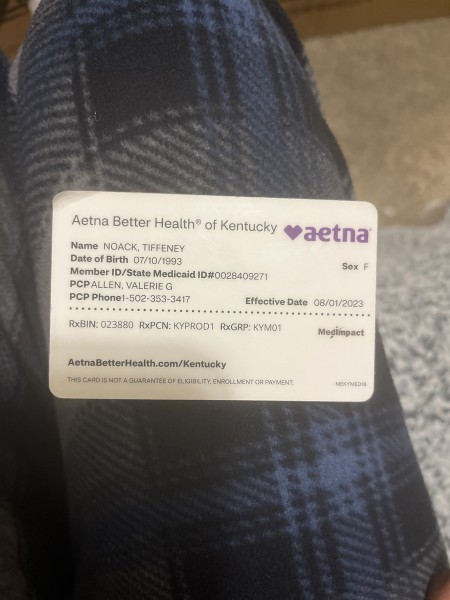 Aetna Better Health® of Kentucky
aetna®
Name NOACK, TIFFENEY
Date of Birth 07/10/1993
Sex F
Member ID/State Medicaid ID#0028409271
PCP ALLEN, VALERIE G
PCP Phone1-502-353-3417
Effective Date 08/01/2023
RxBIN: 023880 RxPCN: KYPROD1 RxGRP: KYM01
MedImpact
AetnaBetterHealth.com/Kentucky
THIS CARD IS NOT A GUARANTEE OF ELIGIBILITY, ENROLLMENT OR PAYMENT.